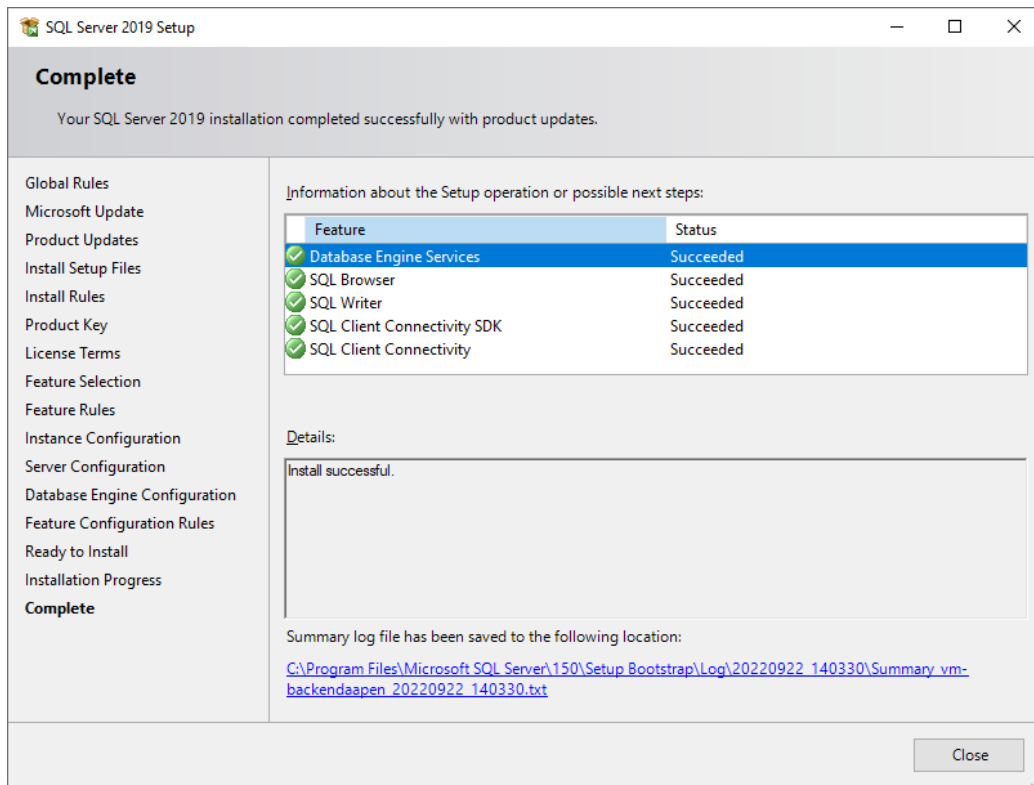 SQL Server 2019 Setup
Complete
Your SQL Server 2019 installation completed successfully with product updates.
Global Rules
Microsoft Update
Product Updates
Install Setup Files
Install Rules
Product Key
License Terms
Feature Selection
Feature Rules
Instance Configuration
Server Configuration
Database Engine Configuration
Feature Configuration Rules
Ready to Install
Installation Progress
Complete
Information about the Setup operation or possible next steps:
Feature Status
Database Engine Services Succeeded
SQL Browser Succeeded
SQL Writer Succeeded
SQL Client Connectivity SDK Succeeded
SQL Client Connectivity Succeeded
Details:
Install successful.
Summary log file has been saved to the following location:
C:\Program Files\Microsoft SQL Server\150\Setup Bootstrap\Log\20220922_140330\Summary_vm-
backendaapen_20220922_140330.txt
Close